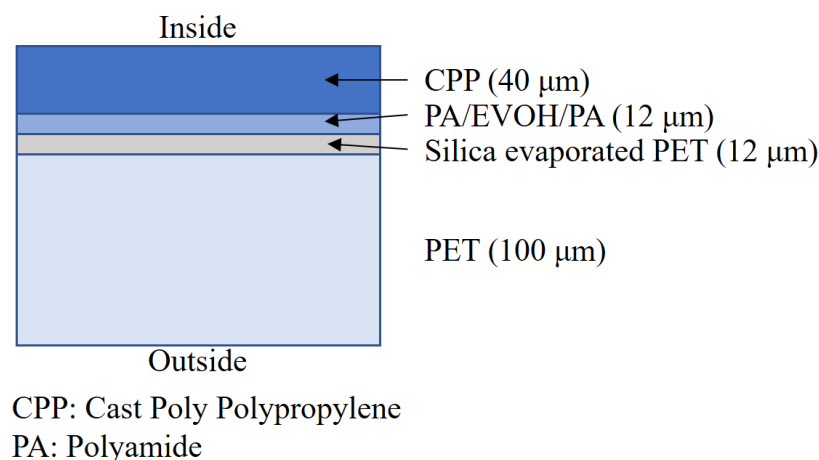 Inside
CPP (40 μm)
PA/EVOH/PA (12 μm)
Silica evaporated PET (12 μm)
PET (100 μm)
Outside
CPP: Cast Poly Polypropylene
PA: Polyamide